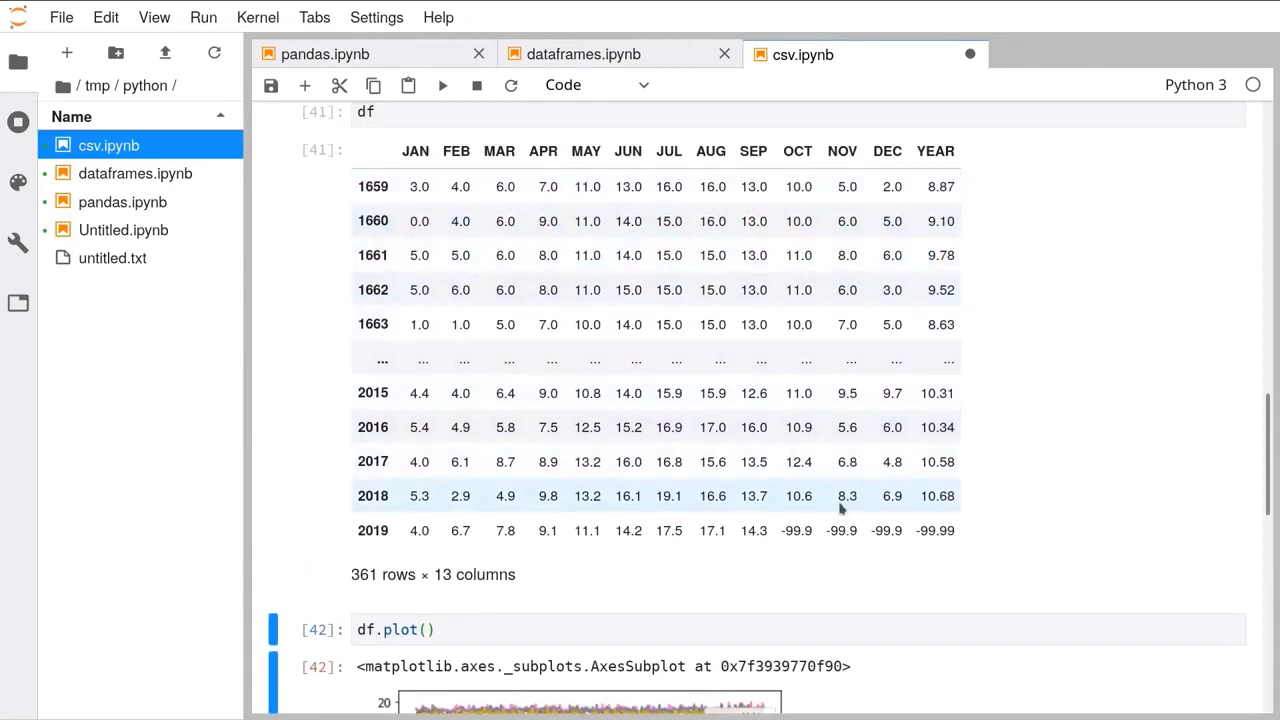 File Edit View Run Kernel Tabs Settings Help
pandas.ipynb dataframes.ipynb csv.ipynb
/ tmp / python /
Code Python 3
Name
csv.ipynb
dataframes.ipynb
pandas.ipynb
Untitled.ipynb
untitled.txt
[41]: df
[41]: JAN FEB MAR APR MAY JUN JUL AUG SEP OCT NOV DEC YEAR
1659 3.0 4.0 6.0 7.0 11.0 13.0 16.0 16.0 13.0 10.0 5.0 2.0 8.87
1660 0.0 4.0 6.0 9.0 11.0 14.0 15.0 16.0 13.0 10.0 6.0 5.0 9.10
1661 5.0 5.0 6.0 8.0 11.0 14.0 15.0 15.0 13.0 11.0 8.0 6.0 9.78
1662 5.0 6.0 6.0 8.0 11.0 15.0 15.0 15.0 13.0 11.0 6.0 3.0 9.52
1663 1.0 1.0 5.0 7.0 10.0 14.0 15.0 15.0 13.0 10.0 7.0 5.0 8.63
... ... ... ... ... ... ... ... ... ... ... ... ... ...
2015 4.4 4.0 6.4 9.0 10.8 14.0 15.9 15.9 12.6 11.0 9.5 9.7 10.31
2016 5.4 4.9 5.8 7.5 12.5 15.2 16.9 17.0 16.0 10.9 5.6 6.0 10.34
2017 4.0 6.1 8.7 8.9 13.2 16.0 16.8 15.6 13.5 12.4 6.8 4.8 10.58
2018 5.3 2.9 4.9 9.8 13.2 16.1 19.1 16.6 13.7 10.6 8.3 6.9 10.68
2019 4.0 6.7 7.8 9.1 11.1 14.2 17.5 17.1 14.3 -99.9 -99.9 -99.9 -99.99
361 rows × 13 columns
[42]: df.plot()
[42]: <matplotlib.axes._subplots.AxesSubplot at 0x7f3939770f90>
20